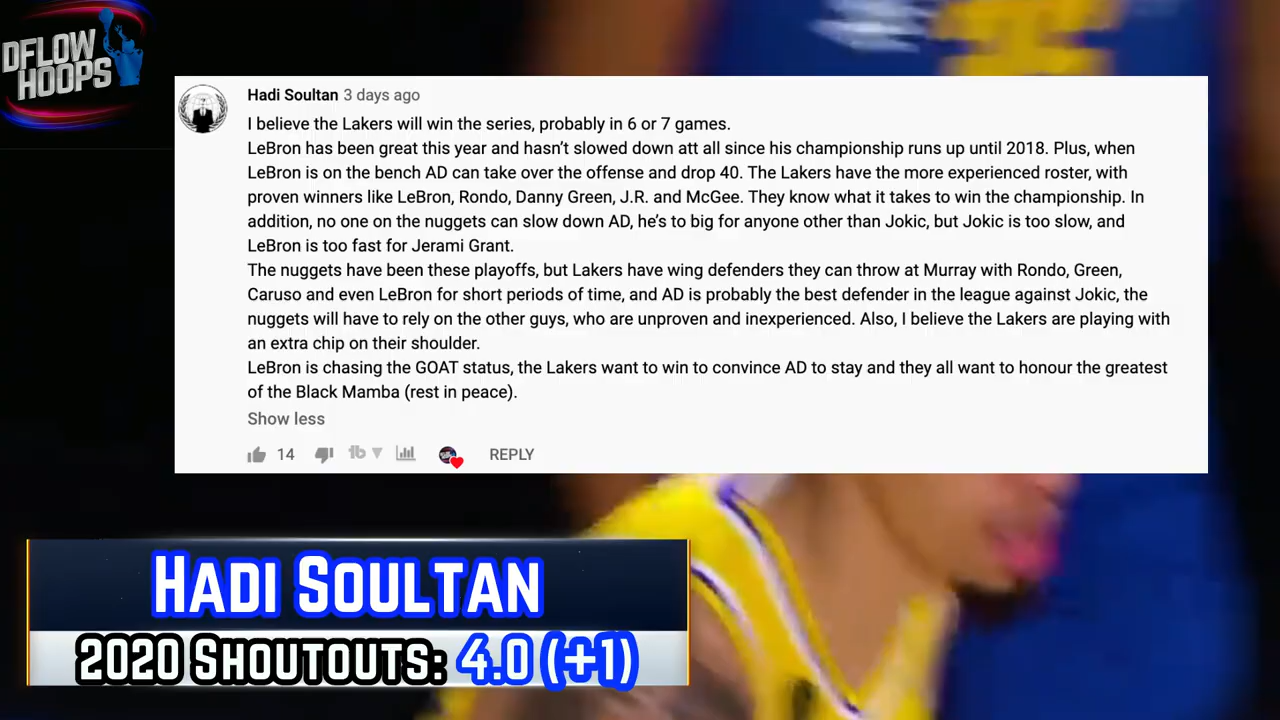 DFLOW
HOOPS
Hadi Soultan 3 days ago
I believe the Lakers will win the series, probably in 6 or 7 games.
LeBron has been great this year and hasn't slowed down att all since his championship runs up until 2018. Plus, when
LeBron is on the bench AD can take over the offense and drop 40. The Lakers have the more experienced roster, with
proven winners like LeBron, Rondo, Danny Green, J.R. and McGee. They know what it takes to win the championship. In
addition, no one on the nuggets can slow down AD, he's to big for anyone other than Jokic, but Jokic is too slow, and
LeBron is too fast for Jerami Grant.
The nuggets have been these playoffs, but Lakers have wing defenders they can throw at Murray with Rondo, Green,
Caruso and even LeBron for short periods of time, and AD is probably the best defender in the league against Jokic, the
nuggets will have to rely on the other guys, who are unproven and inexperienced. Also, I believe the Lakers are playing with
an extra chip on their shoulder.
LeBron is chasing the GOAT status, the Lakers want to win to convince AD to stay and they all want to honour the greatest
of the Black Mamba (rest in peace).
Show less
14 tb REPLY
HADI SOULTAN
2020 SHOUTOUTS: 4.0 (+1)